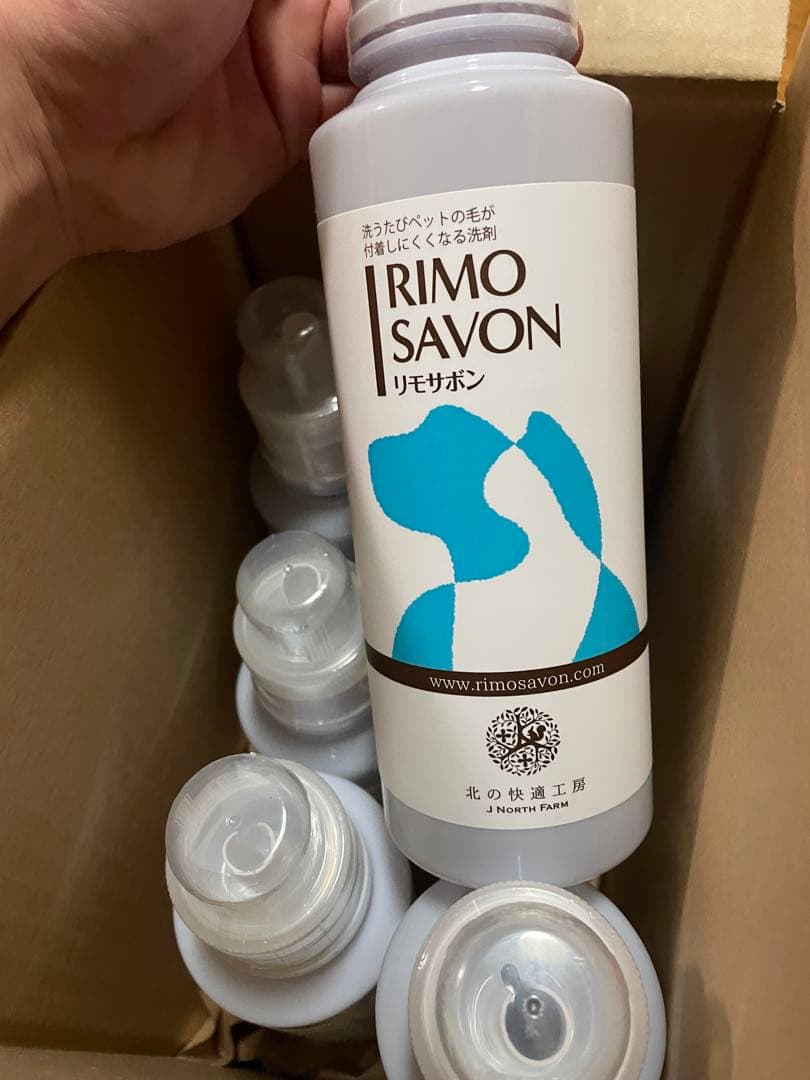 洗うたびペットの毛が
付着しにくくなる洗剤
RIMO
SAVON
リモサボン
www.rimosavon.com
北の快適工房
J NORTH FARM